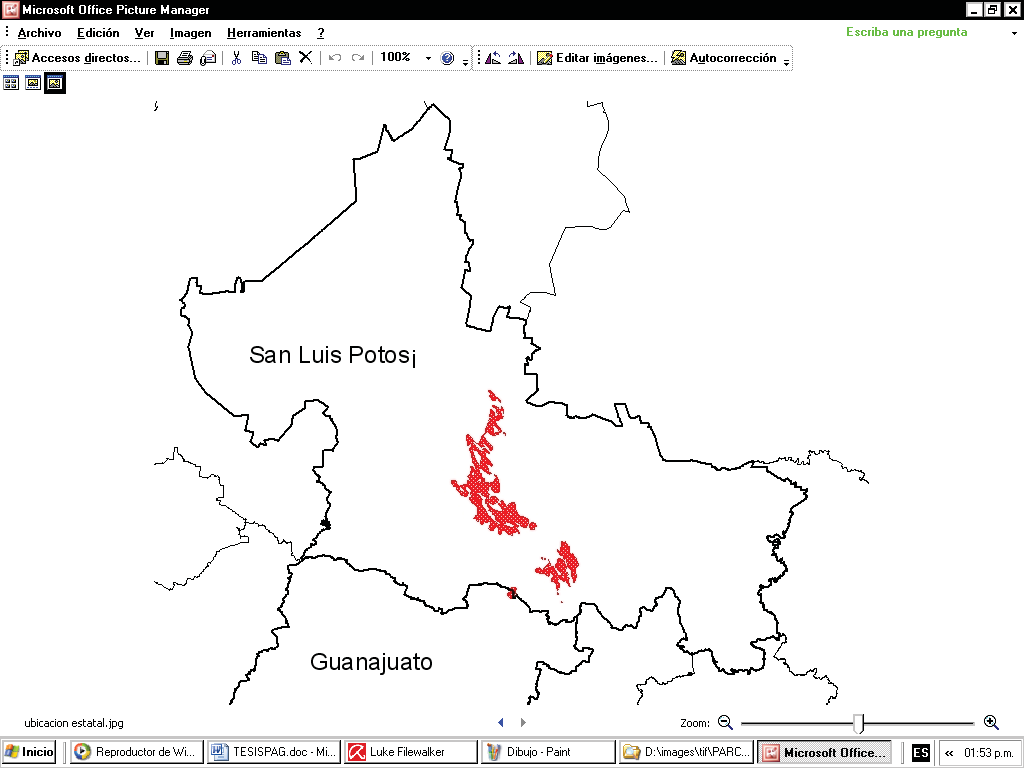 Microsoft Office Picture Manager
Archivo Edición Ver Imagen Herramientas ? Escriba una pregunta
Accesos directos... 100% Editar imágenes... Autocorrección
San Luis Potos¡
Guanajuato
ubicacion estatal.jpg Zoom:
Inicio Reproductor de Wi... TESISPAG.doc - Mi... Luke Filewalker Dibujo - Paint D:\images\tif\PARC... Microsoft Office... ES « 01:53 p.m.